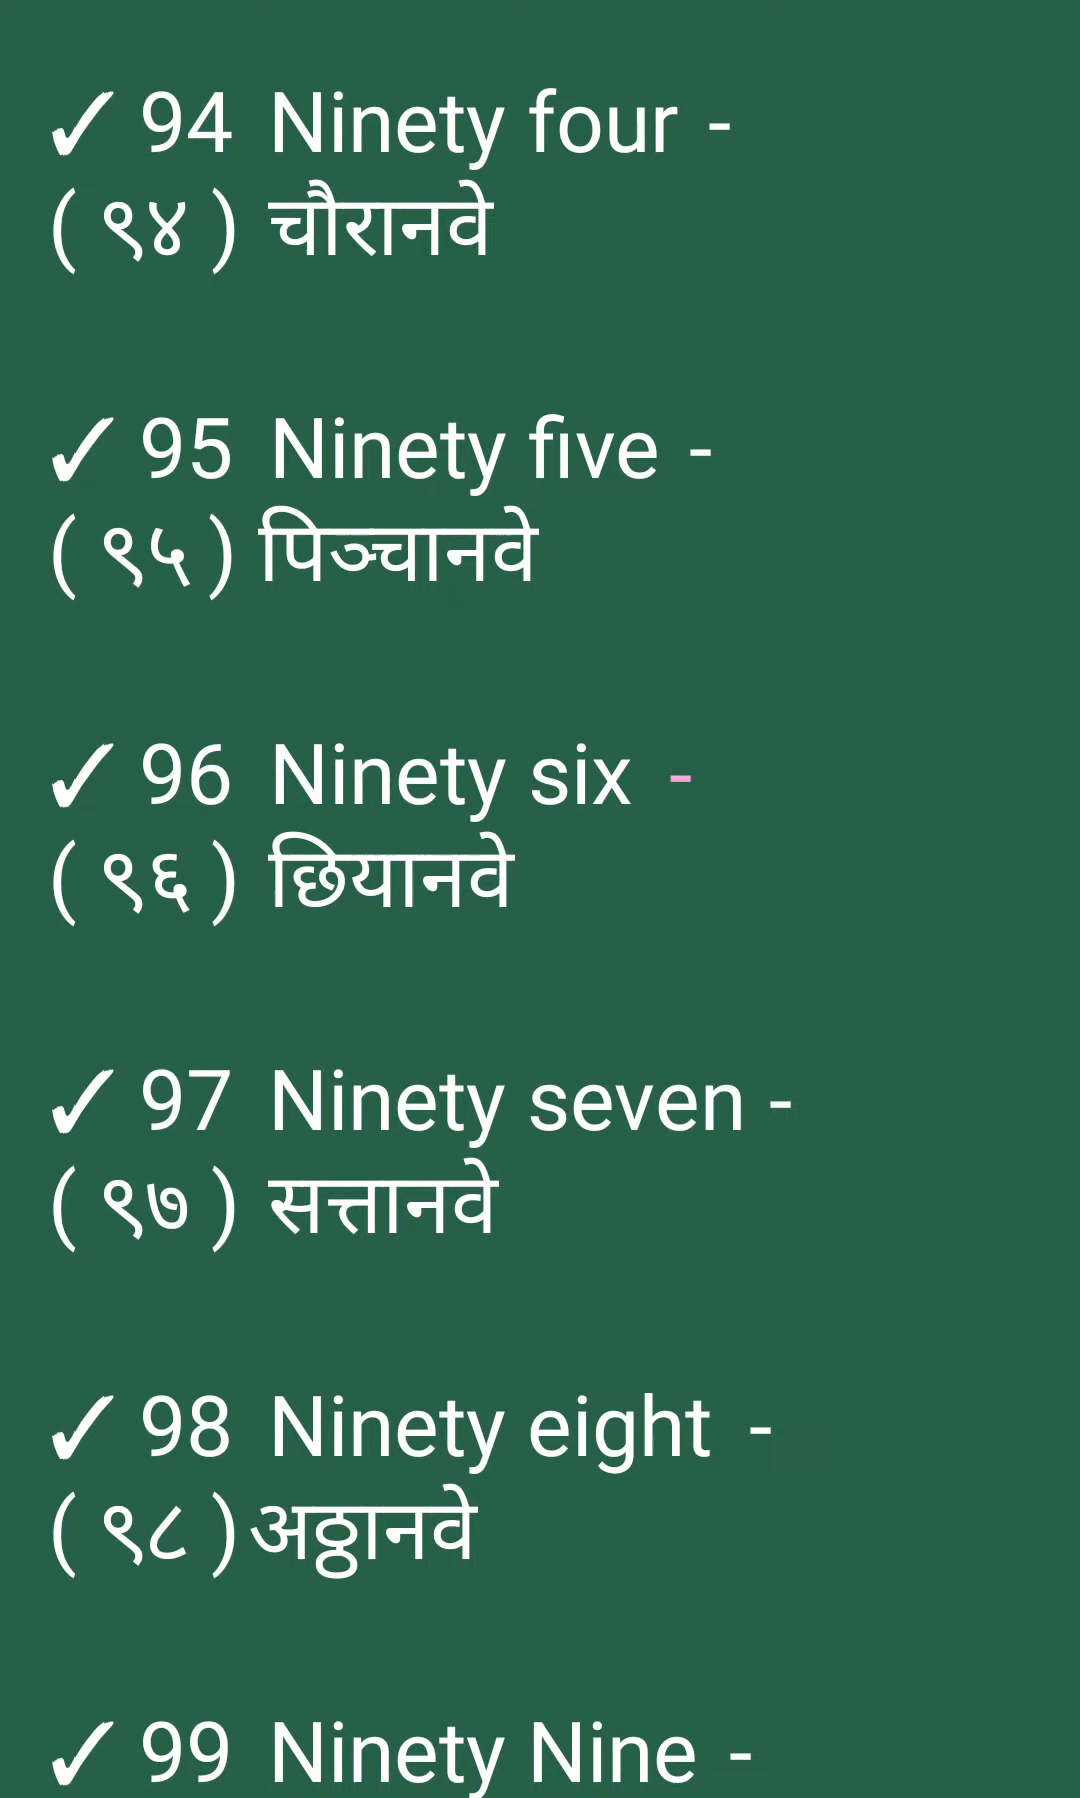 ✓ 94 Ninety four -
( ९४ ) चौरानवे
✓ 95 Ninety five -
( ९५ ) पिञ्चानवे
✓ 96 Ninety six -
( ९६ ) छियानवे
✓ 97 Ninety seven -
( ९७ ) सत्तानवे
✓ 98 Ninety eight -
( ९८ ) अठ्ठानवे
✓ 99 Ninety Nine -